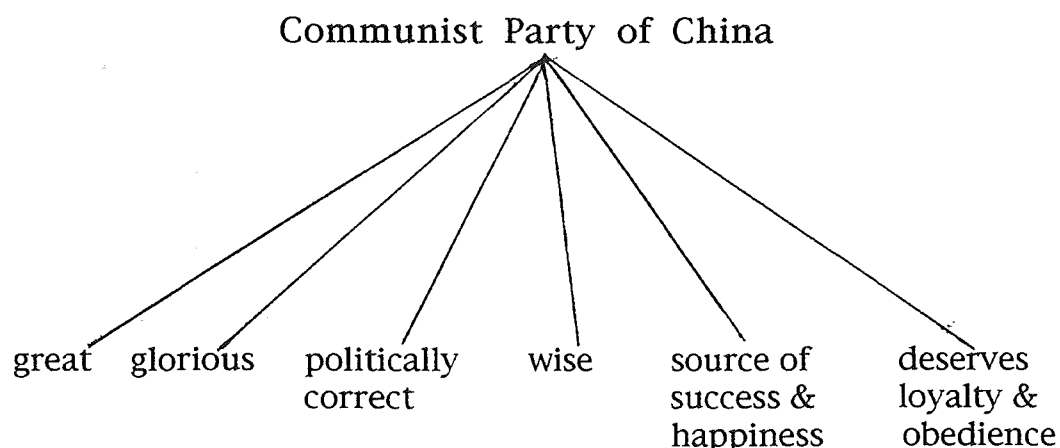 Communist Party of China
great glorious politically wise source of deserves
correct success & loyalty &
happiness obedience